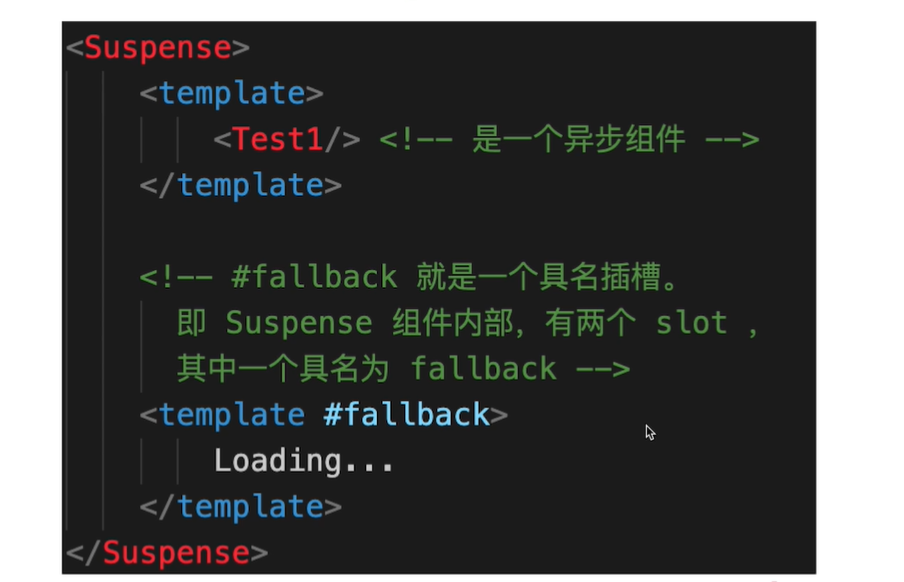 <Suspense>
<template>
<Test1/> <!-- 是一个异步组件 -->
</template>
<!-- #fallback 就是一个具名插槽。
即 Suspense 组件内部，有两个 slot ，
其中一个具名为 fallback -->
<template #fallback>
Loading...
</template>
</Suspense>